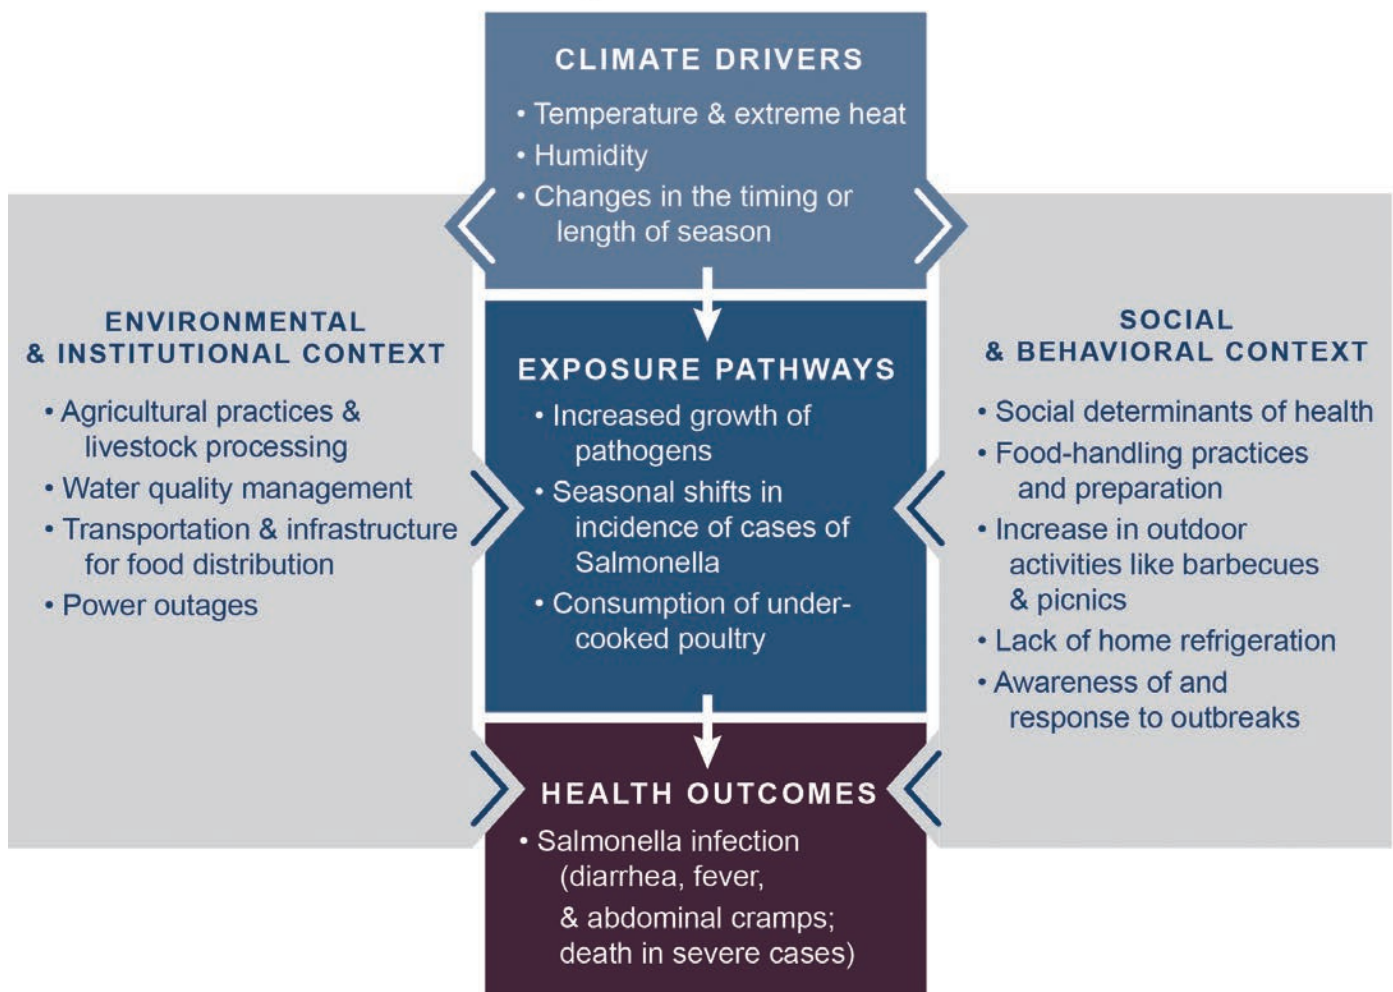 CLIMATE DRIVERS
• Temperature & extreme heat
• Humidity
• Changes in the timing or
length of season
ENVIRONMENTAL
& INSTITUTIONAL CONTEXT
• Agricultural practices &
livestock processing
• Water quality management
• Transportation & infrastructure
for food distribution
• Power outages
EXPOSURE PATHWAYS
• Increased growth of
pathogens
• Seasonal shifts in
incidence of cases of
Salmonella
• Consumption of under-
cooked poultry
SOCIAL
& BEHAVIORAL CONTEXT
• Social determinants of health
• Food-handling practices
and preparation
• Increase in outdoor
activities like barbecues
& picnics
• Lack of home refrigeration
• Awareness of and
response to outbreaks
HEALTH OUTCOMES
• Salmonella infection
(diarrhea, fever,
& abdominal cramps;
death in severe cases)